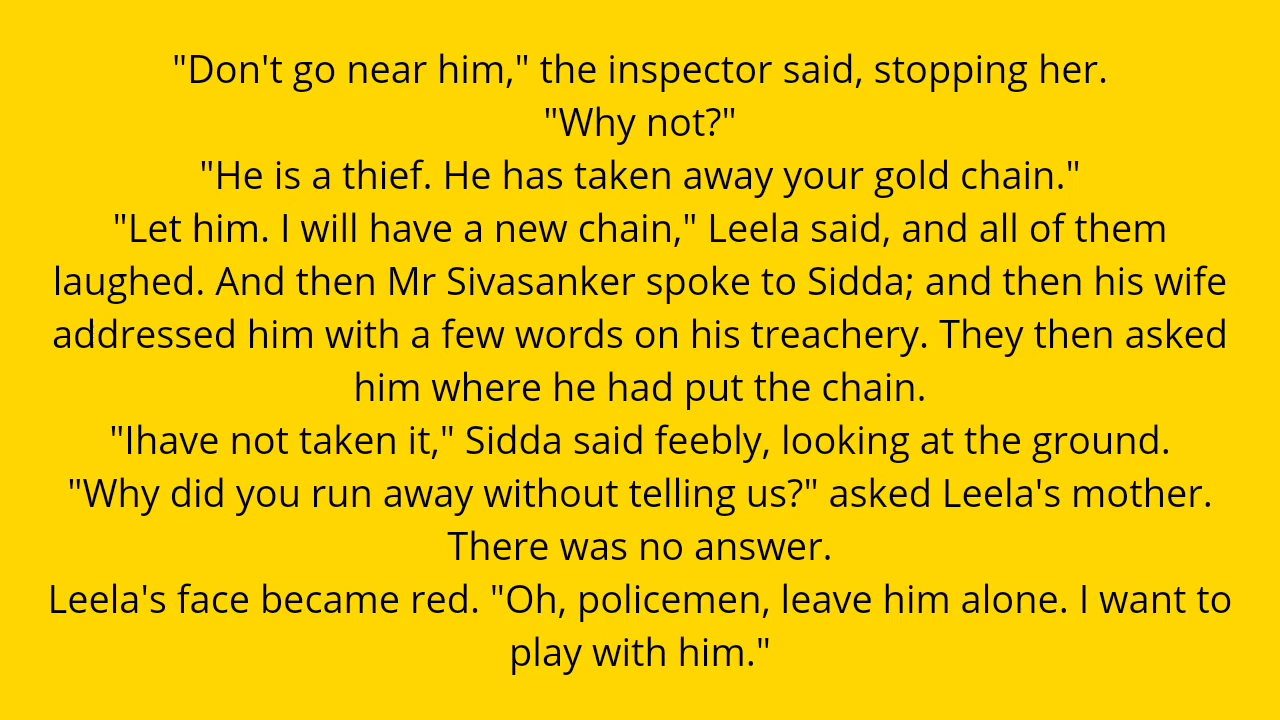 "Don't go near him," the inspector said, stopping her.
"Why not?"
"He is a thief. He has taken away your gold chain."
"Let him. I will have a new chain," Leela said, and all of them
laughed. And then Mr Sivasanker spoke to Sidda; and then his wife
addressed him with a few words on his treachery. They then asked
him where he had put the chain.
"Ihave not taken it," Sidda said feebly, looking at the ground.
"Why did you run away without telling us?" asked Leela's mother.
There was no answer.
Leela's face became red. "Oh, policemen, leave him alone. I want to
play with him."